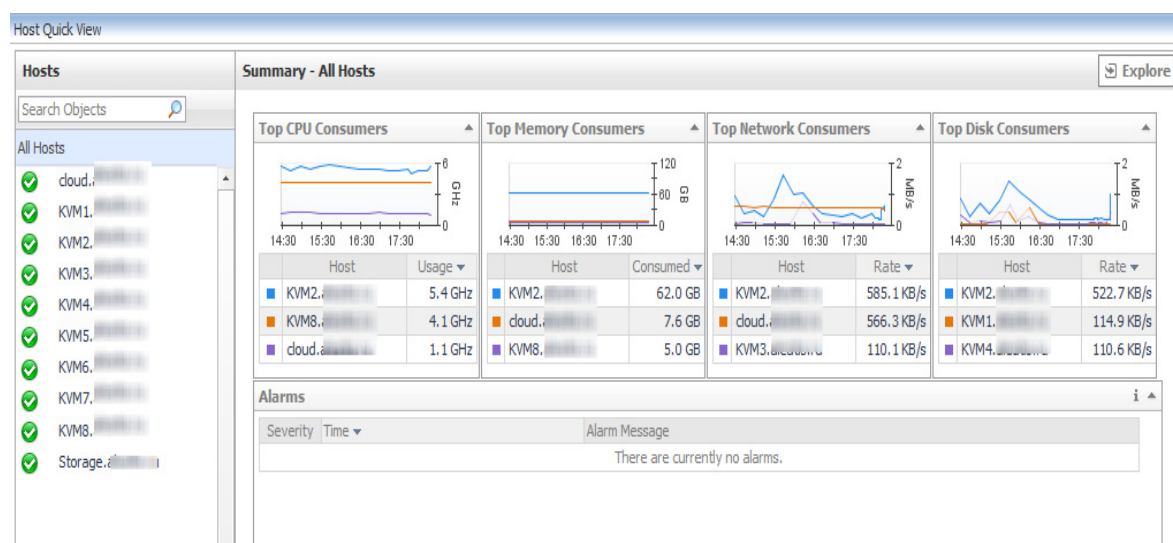 Host Quick View
Hosts
Search Objects
All Hosts
cloud.
KVM1.
KVM2.
KVM3.
KVM4.
KVM5.
KVM6.
KVM7.
KVM8.
Storage.
Summary - All Hosts
Explore
Top CPU Consumers
6
GHz
0
14:30 15:30 16:30 17:30
Host Usage
KVM2. 5.4 GHz
KVM8. 4.1 GHz
cloud. 1.1 GHz
Top Memory Consumers
120
60
GB
0
14:30 15:30 16:30 17:30
Host Consumed
KVM2. 62.0 GB
cloud. 7.6 GB
KVM8. 5.0 GB
Top Network Consumers
2
MB/s
0
14:30 15:30 16:30 17:30
Host Rate
KVM2. 585.1 KB/s
cloud. 566.3 KB/s
KVM3. 110.1 KB/s
Top Disk Consumers
2
MB/s
0
14:30 15:30 16:30 17:30
Host Rate
KVM2. 522.7 KB/s
KVM1. 114.9 KB/s
KVM4. 110.6 KB/s
Alarms
i
Severity Time Alarm Message
There are currently no alarms.